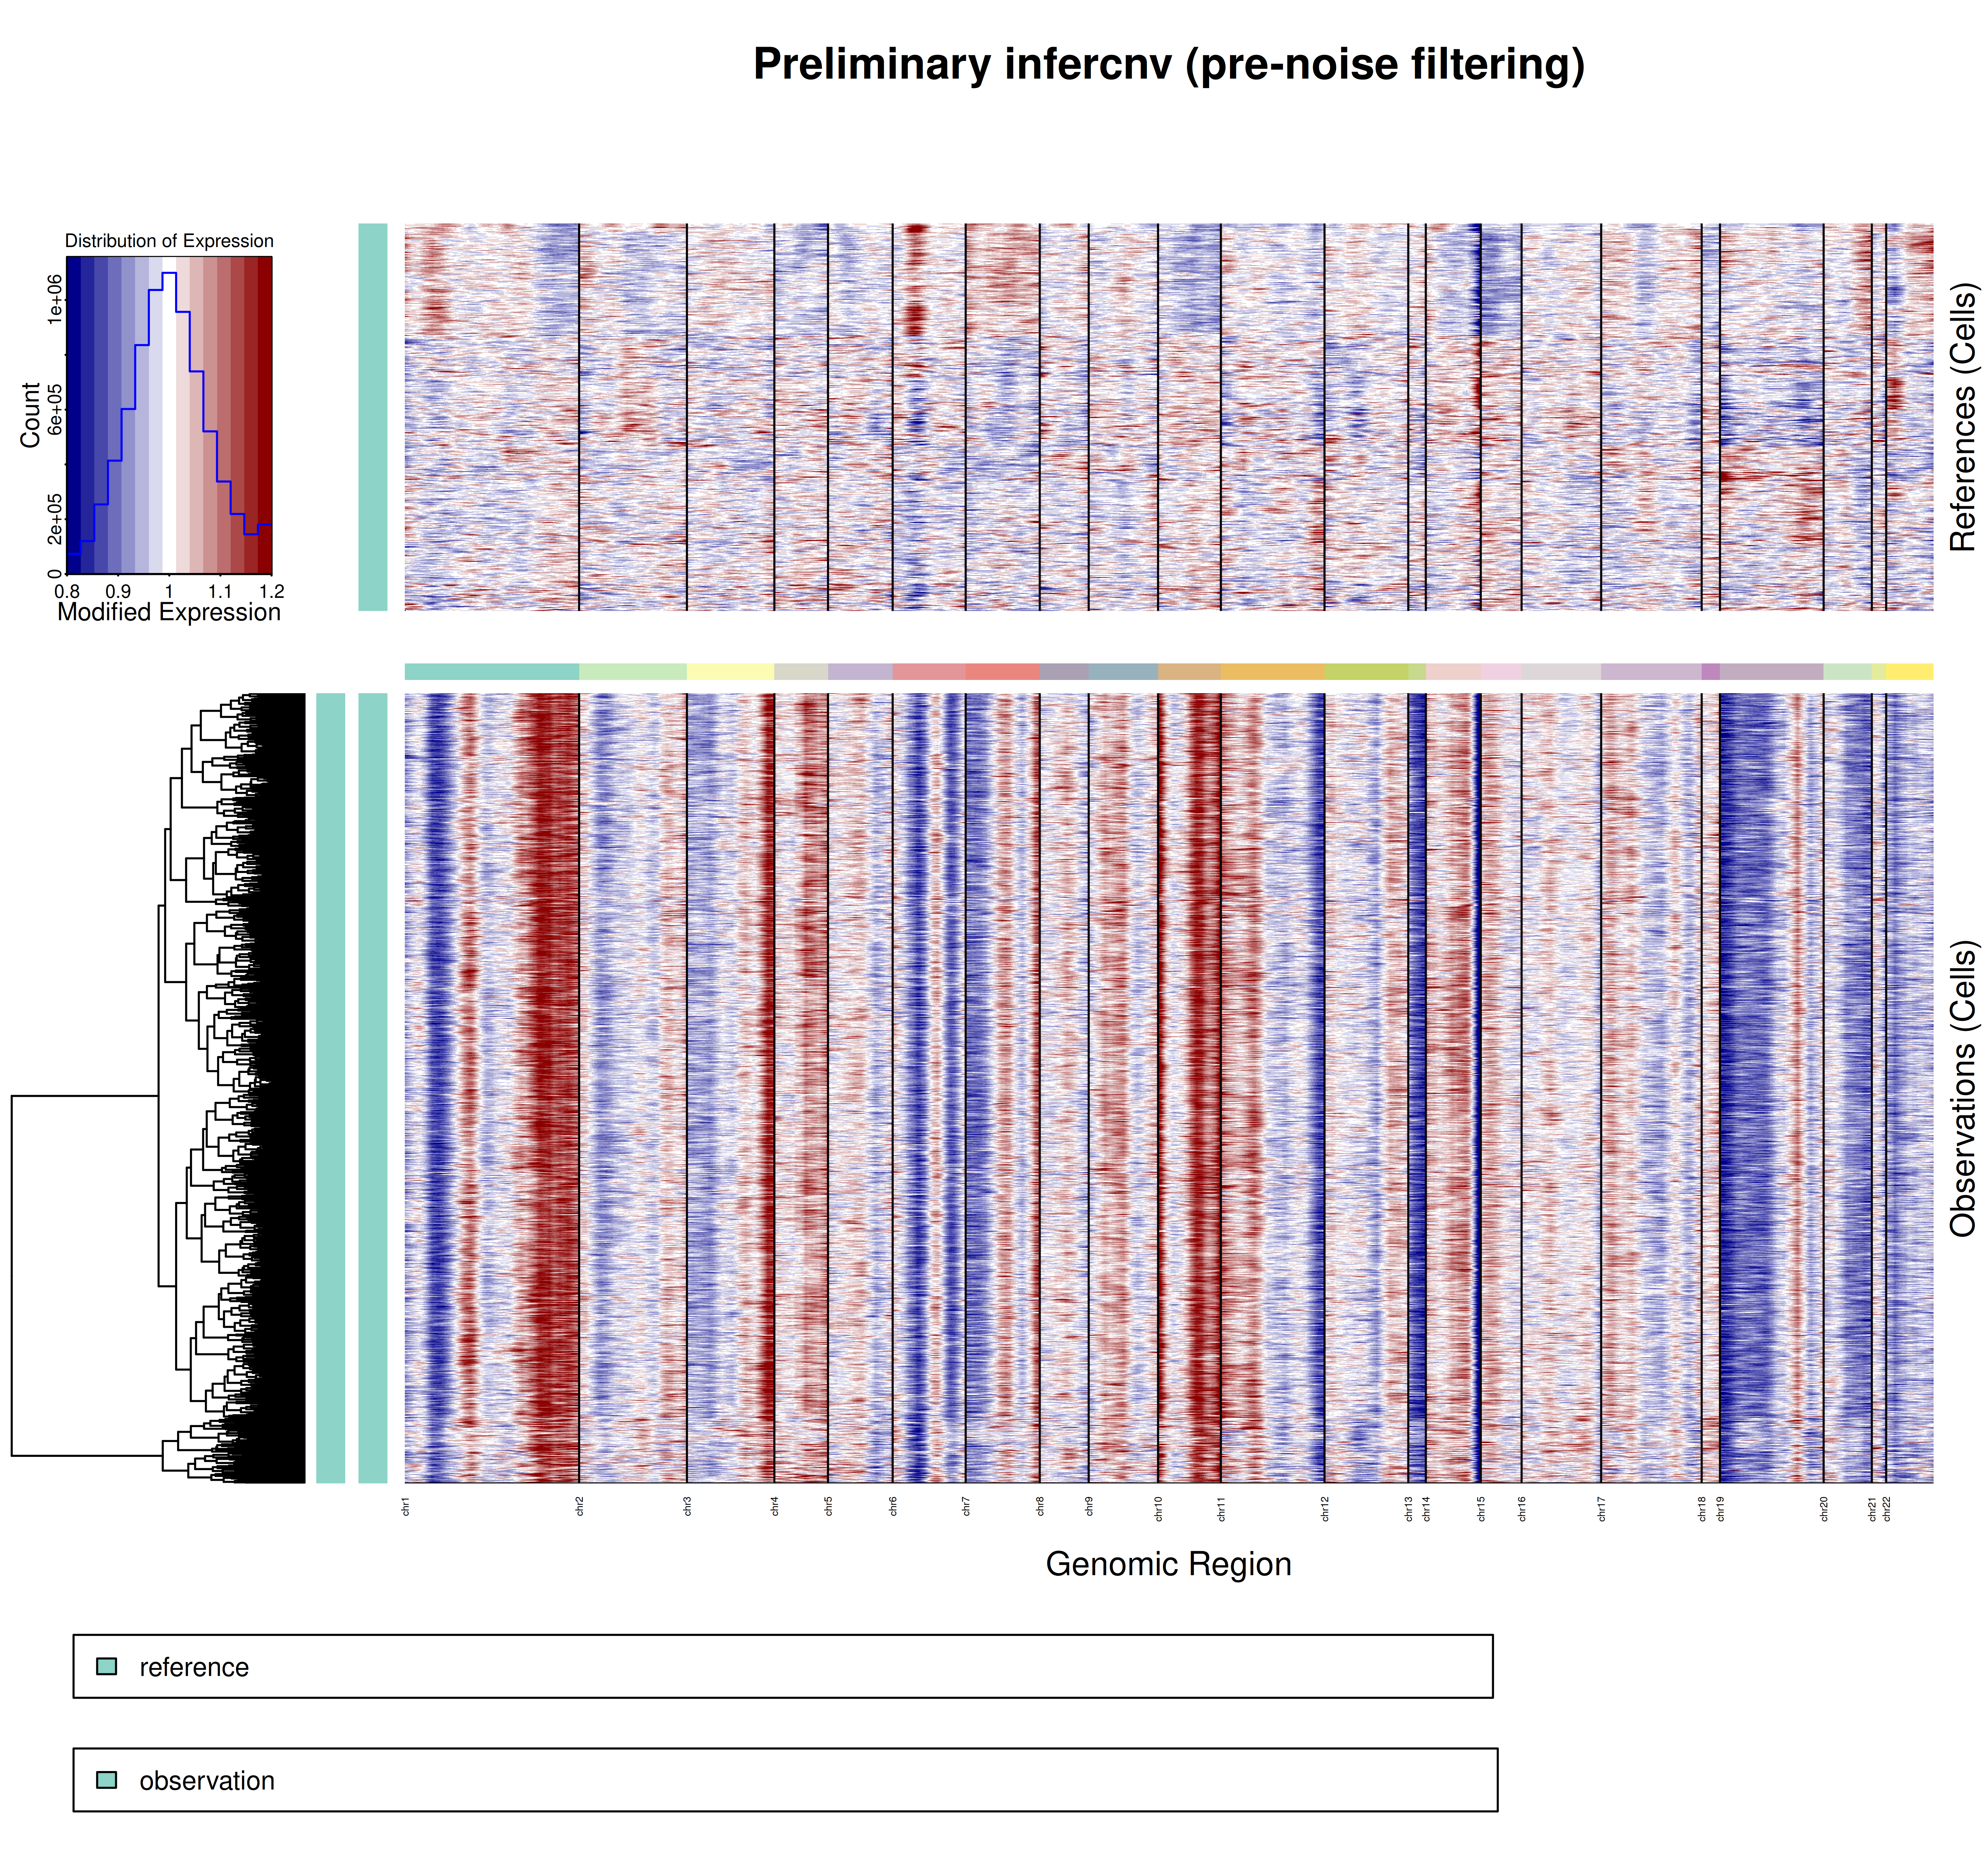 Preliminary infercnv (pre-noise filtering)
Distribution of Expression
Count
0 2e+05 6e+05 1e+06
0.8 0.9 1 1.1 1.2
Modified Expression
References (Cells)
Observations (Cells)
chr1 chr2 chr3 chr4 chr5 chr6 chr7 chr8 chr9 chr10 chr11 chr12 chr13 chr14 chr15 chr16 chr17 chr18 chr19 chr20 chr21 chr22
Genomic Region
reference
observation